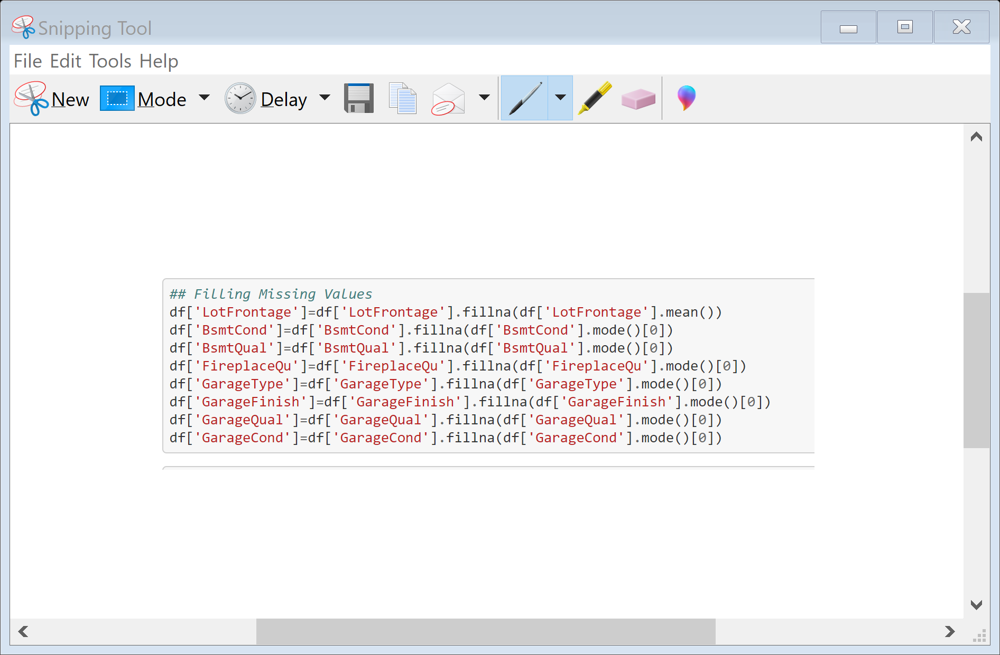 Snipping Tool
File Edit Tools Help
New Mode Delay
## Filling Missing Values
df['LotFrontage']=df['LotFrontage'].fillna(df['LotFrontage'].mean())
df['BsmtCond']=df['BsmtCond'].fillna(df['BsmtCond'].mode()[0])
df['BsmtQual']=df['BsmtQual'].fillna(df['BsmtQual'].mode()[0])
df['FireplaceQu']=df['FireplaceQu'].fillna(df['FireplaceQu'].mode()[0])
df['GarageType']=df['GarageType'].fillna(df['GarageType'].mode()[0])
df['GarageFinish']=df['GarageFinish'].fillna(df['GarageFinish'].mode()[0])
df['GarageQual']=df['GarageQual'].fillna(df['GarageQual'].mode()[0])
df['GarageCond']=df['GarageCond'].fillna(df['GarageCond'].mode()[0])